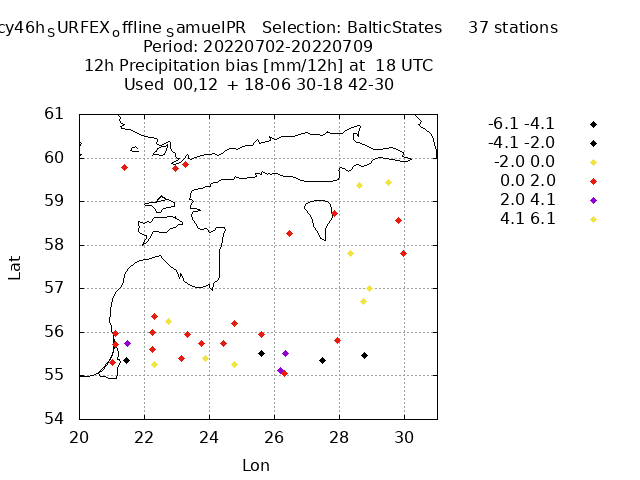 cy46h_SURFEX_offline_SamuelPR Selection: BalticStates 37 stations
Period: 20220702-20220709
12h Precipitation bias [mm/12h] at 18 UTC
Used 00,12 + 18-06 30-18 42-30
-6.1 -4.1
-4.1 -2.0
-2.0 0.0
0.0 2.0
2.0 4.1
4.1 6.1
61
60
59
58
57
56
55
54
Lat
20 22 24 26 28 30
Lon